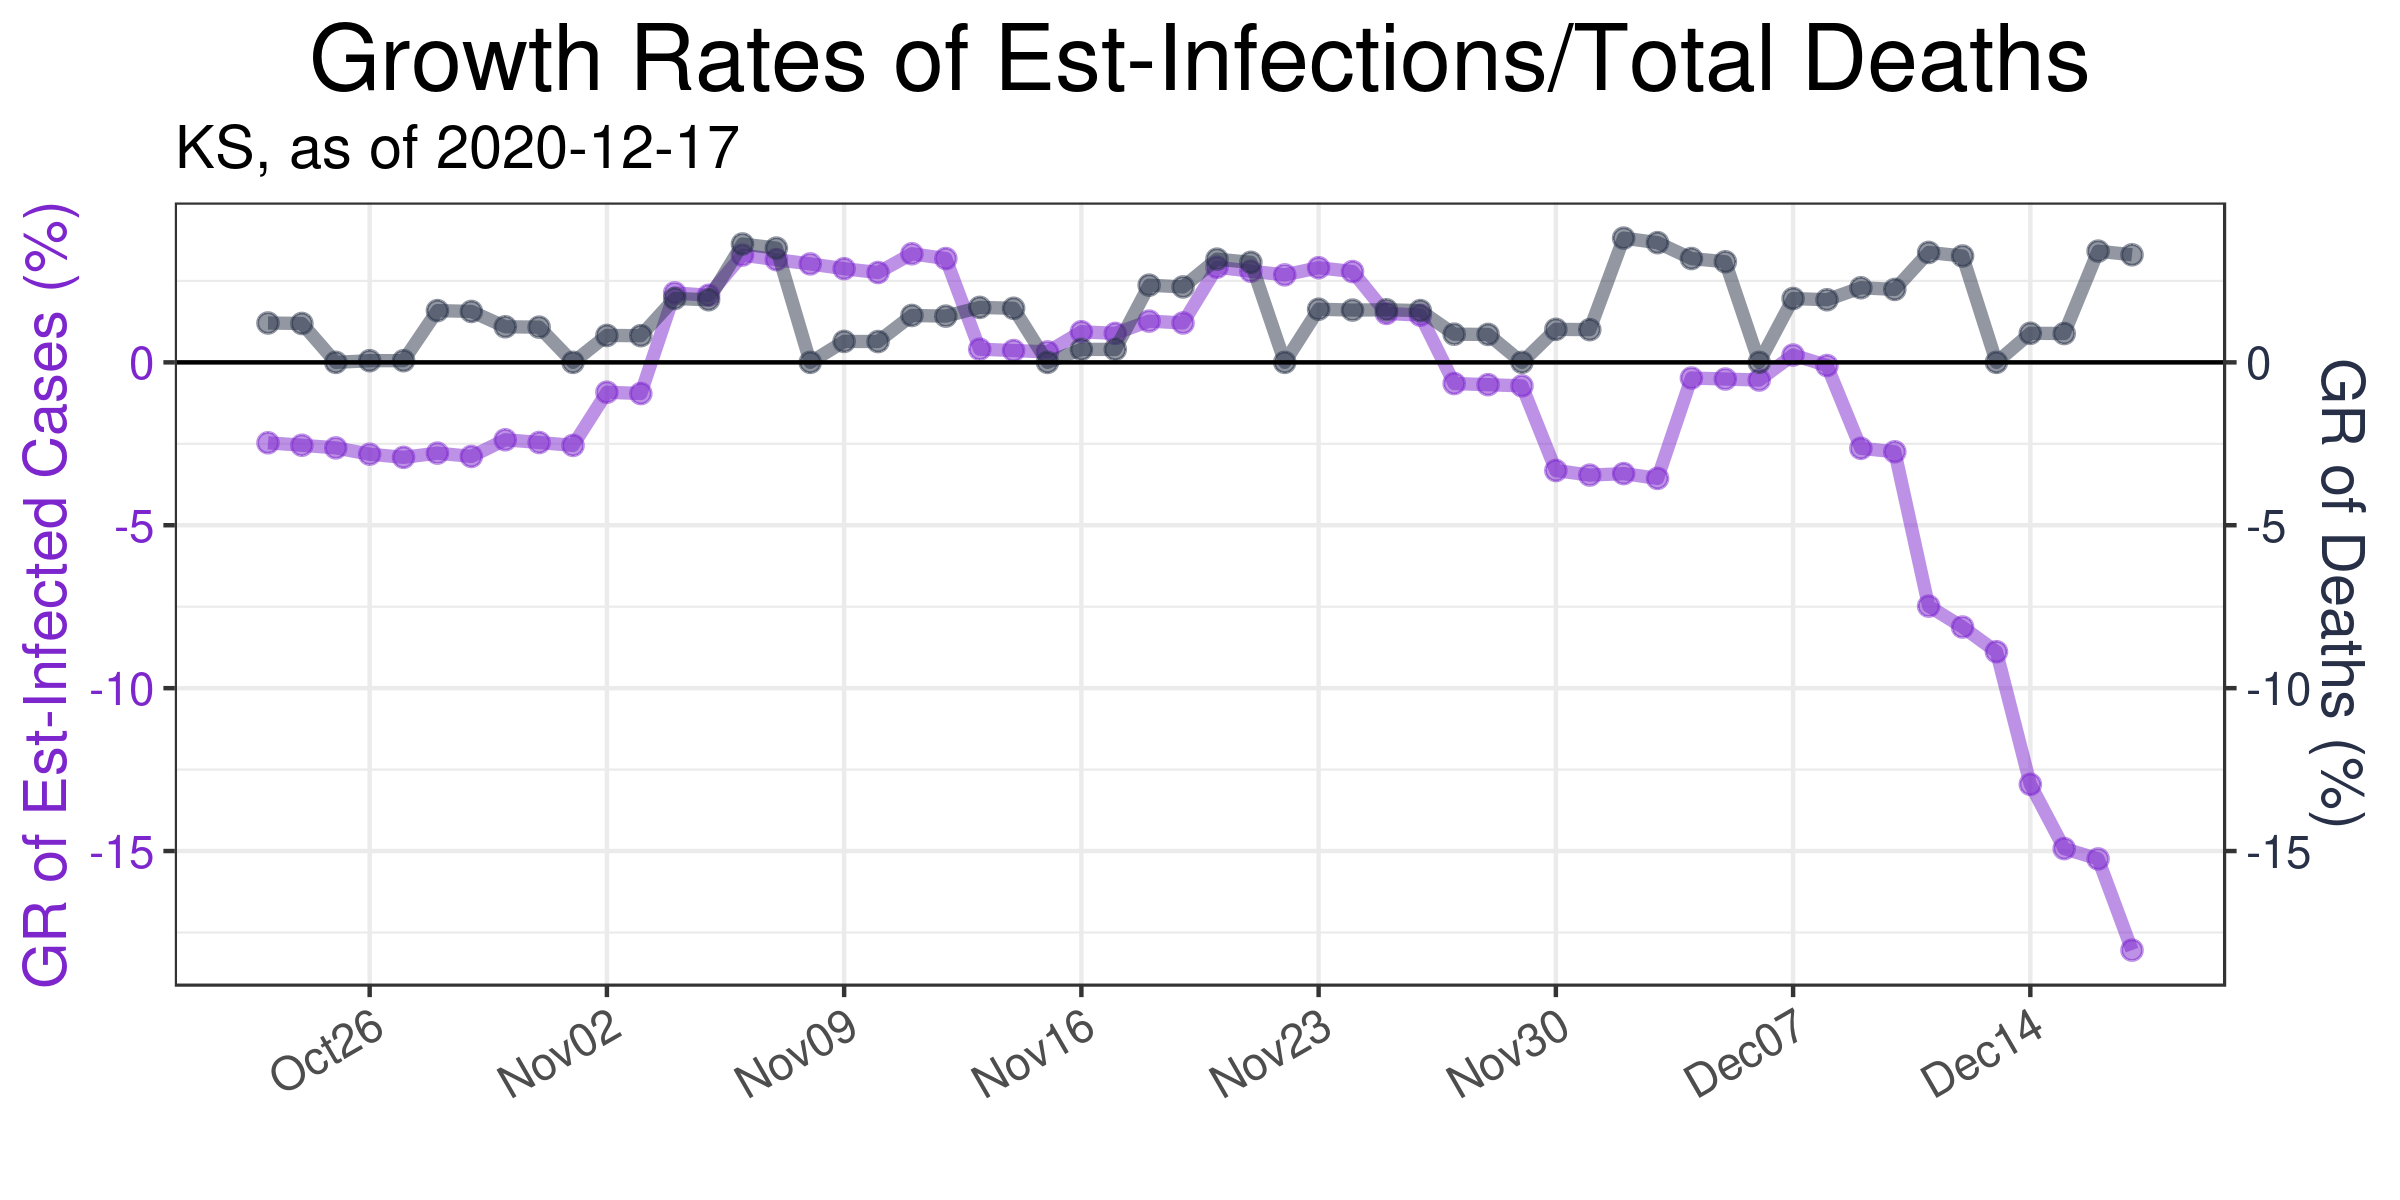 Growth Rates of Est-Infections/Total Deaths
KS, as of 2020-12-17
GR of Est-Infected Cases (%)
0
-5
-10
-15
0
-5
-10
-15
GR of Deaths (%)
Oct26
Nov02
Nov09
Nov16
Nov23
Nov30
Dec07
Dec14